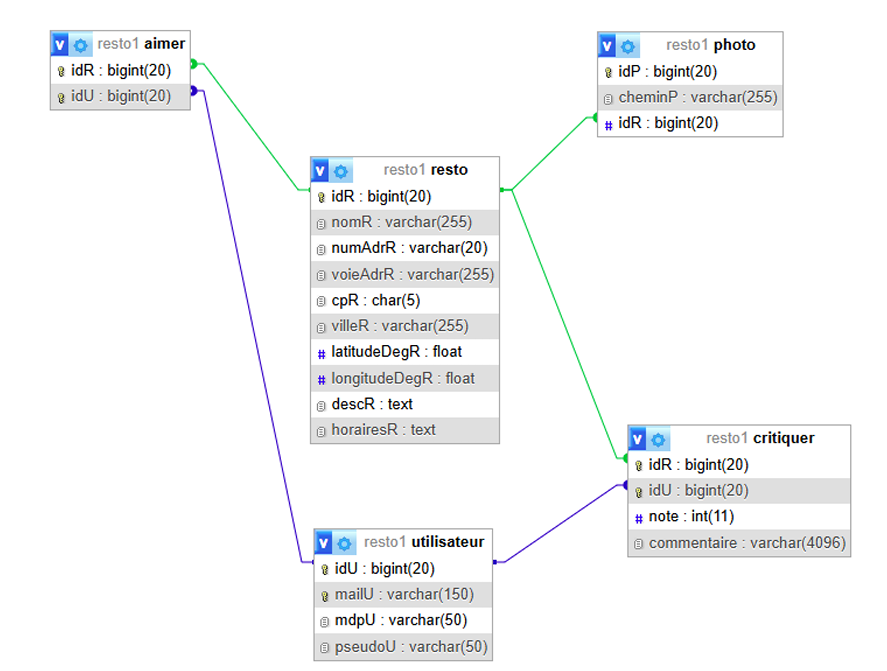 v resto1 aimer
idR : bigint(20)
idU : bigint(20)
v resto1 photo
idP : bigint(20)
cheminP : varchar(255)
# idR : bigint(20)
v resto1 resto
idR : bigint(20)
nomR : varchar(255)
numAdrR : varchar(20)
voieAdrR : varchar(255)
cpR : char(5)
villeR : varchar(255)
# latitudeDegR : float
# longitudeDegR : float
descR : text
horairesR : text
v resto1 critiquer
idR : bigint(20)
idU : bigint(20)
# note : int(11)
commentaire : varchar(4096)
v resto1 utilisateur
idU : bigint(20)
mailU : varchar(150)
mdpU : varchar(50)
pseudoU : varchar(50)